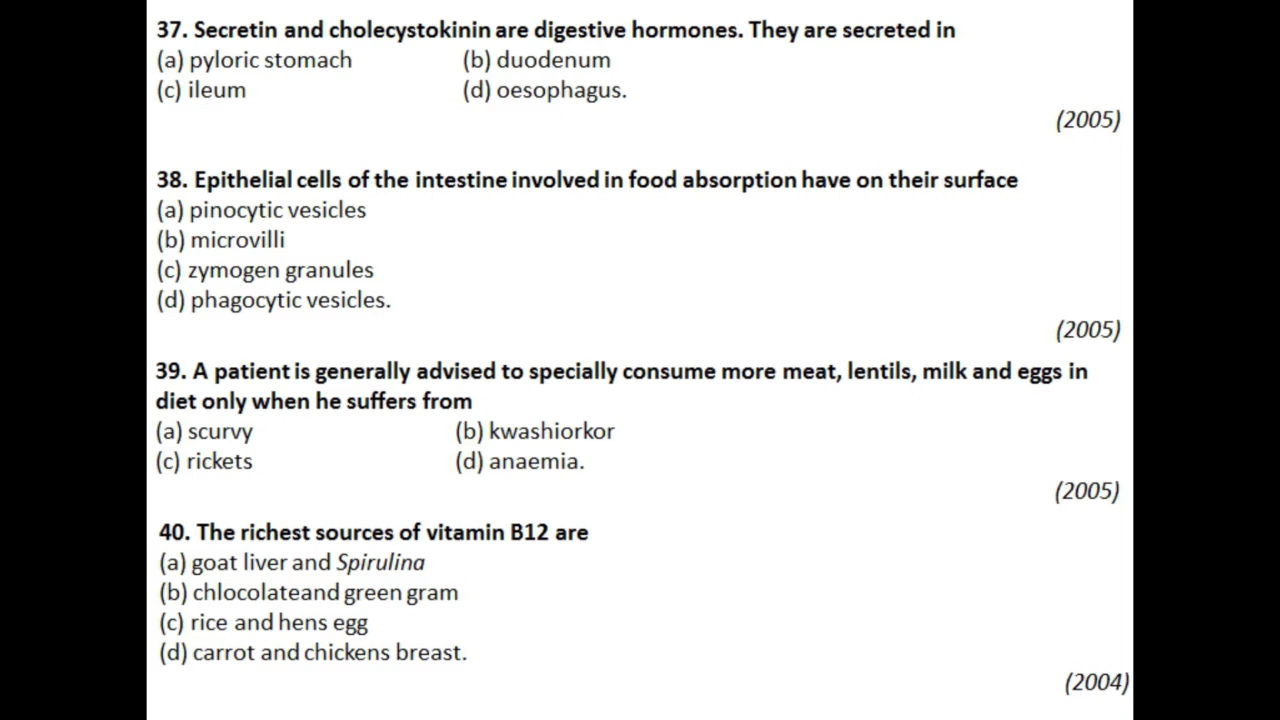 37. Secretin and cholecystokinin are digestive hormones. They are secreted in
(a) pyloric stomach (b) duodenum
(c) ileum (d) oesophagus.
(2005)
38. Epithelial cells of the intestine involved in food absorption have on their surface
(a) pinocytic vesicles
(b) microvilli
(c) zymogen granules
(d) phagocytic vesicles.
(2005)
39. A patient is generally advised to specially consume more meat, lentils, milk and eggs in
diet only when he suffers from
(a) scurvy (b) kwashiorkor
(c) rickets (d) anaemia.
(2005)
40. The richest sources of vitamin B12 are
(a) goat liver and Spirulina
(b) chlocolateand green gram
(c) rice and hens egg
(d) carrot and chickens breast.
(2004)